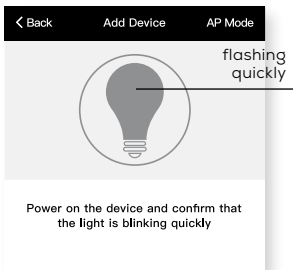 Back Add Device AP Mode
flashing
quickly
Power on the device and confirm that
the light is blinking quickly